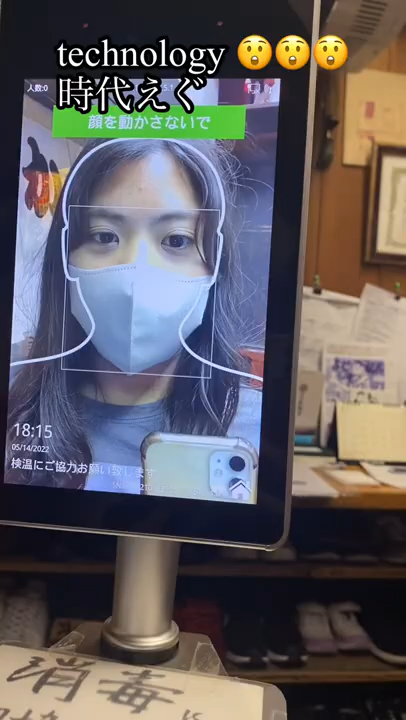 technology 😲😲😲
時代えぐ
人数:0
顔を動かさないで
18:15
05/14/2022
検温にご協力お願い致します
消毒